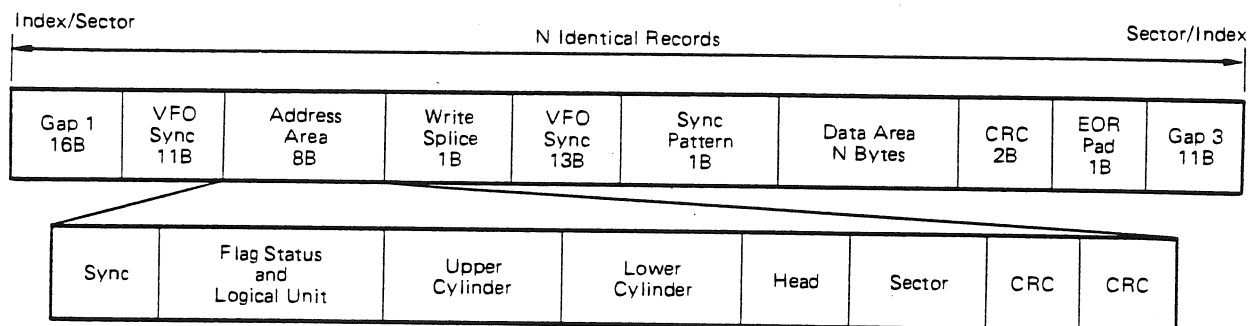 Index/Sector
Sector/Index
N Identical Records
Gap 1
16B
VFO
Sync
11B
Address
Area
8B
Write
Splice
1B
VFO
Sync
13B
Sync
Pattern
1B
Data Area
N Bytes
CRC
2B
EOR
Pad
1B
Gap 3
11B
Sync
Flag Status
and
Logical Unit
Upper
Cylinder
Lower
Cylinder
Head
Sector
CRC
CRC